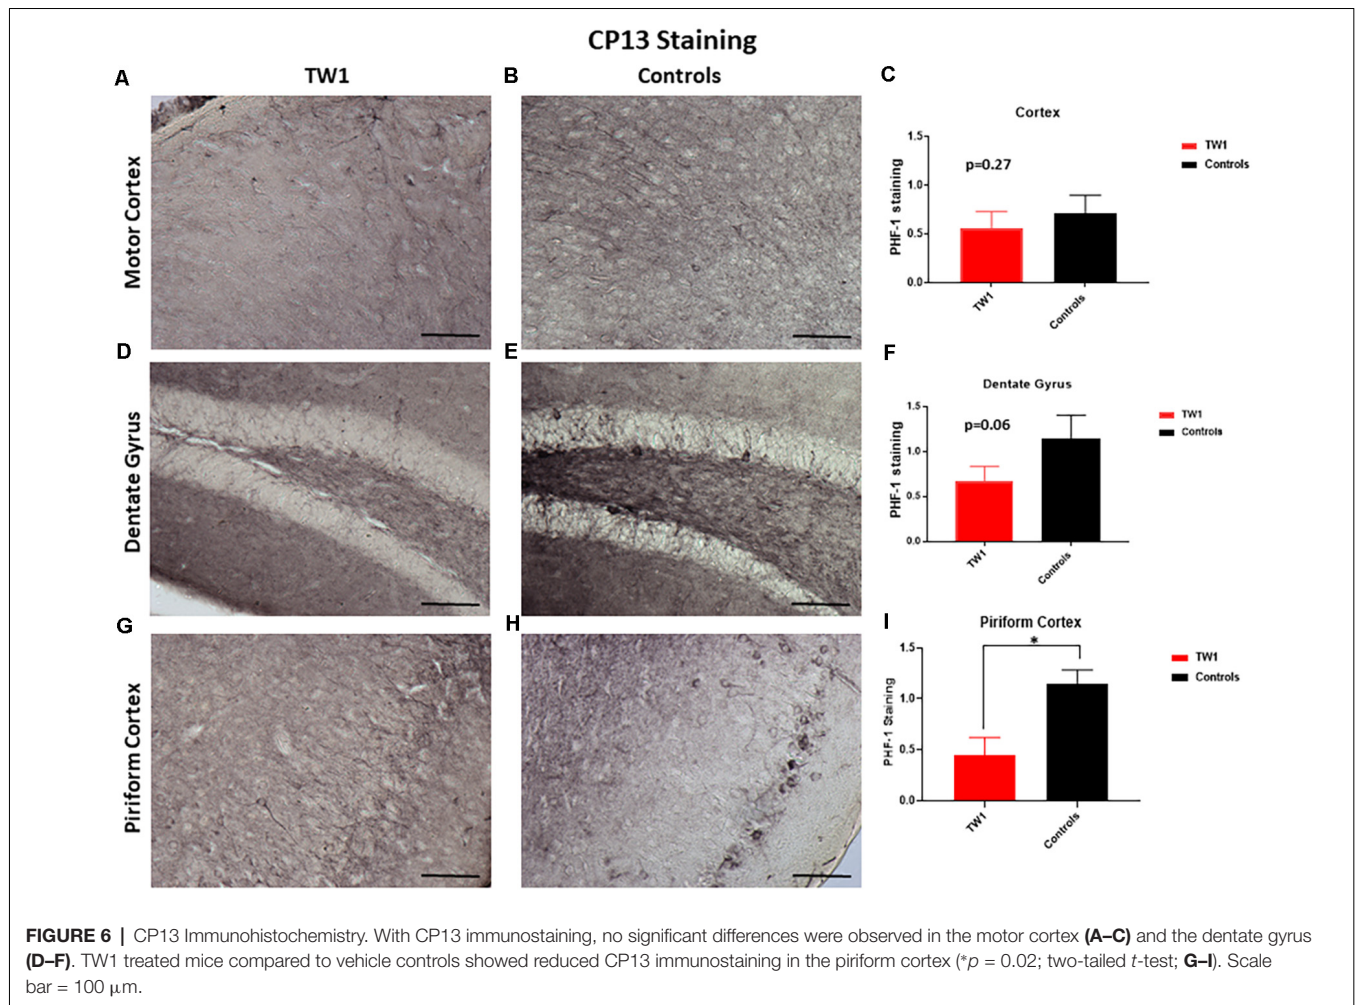 CP13 Staining
TW1
Controls
A
B
C
Motor Cortex
Cortex
PHF-1 staining
1.5
1.0
0.5
0.0
p=0.27
TW1
Controls
TW1
Controls
D
E
F
Dentate Gyrus
Dentate Gyrus
PHF-1 staining
1.5
1.0
0.5
0.0
p=0.06
TW1
Controls
TW1
Controls
G
H
I
Piriform Cortex
Piriform Cortex
PHF-1 Staining
1.5
1.0
0.5
0.0
*
TW1
Controls
TW1
Controls
FIGURE 6 | CP13 Immunohistochemistry. With CP13 immunostaining, no significant differences were observed in the motor cortex (A–C) and the dentate gyrus
(D–F). TW1 treated mice compared to vehicle controls showed reduced CP13 immunostaining in the piriform cortex (*p = 0.02; two-tailed t-test; G–I). Scale
bar = 100 μm.